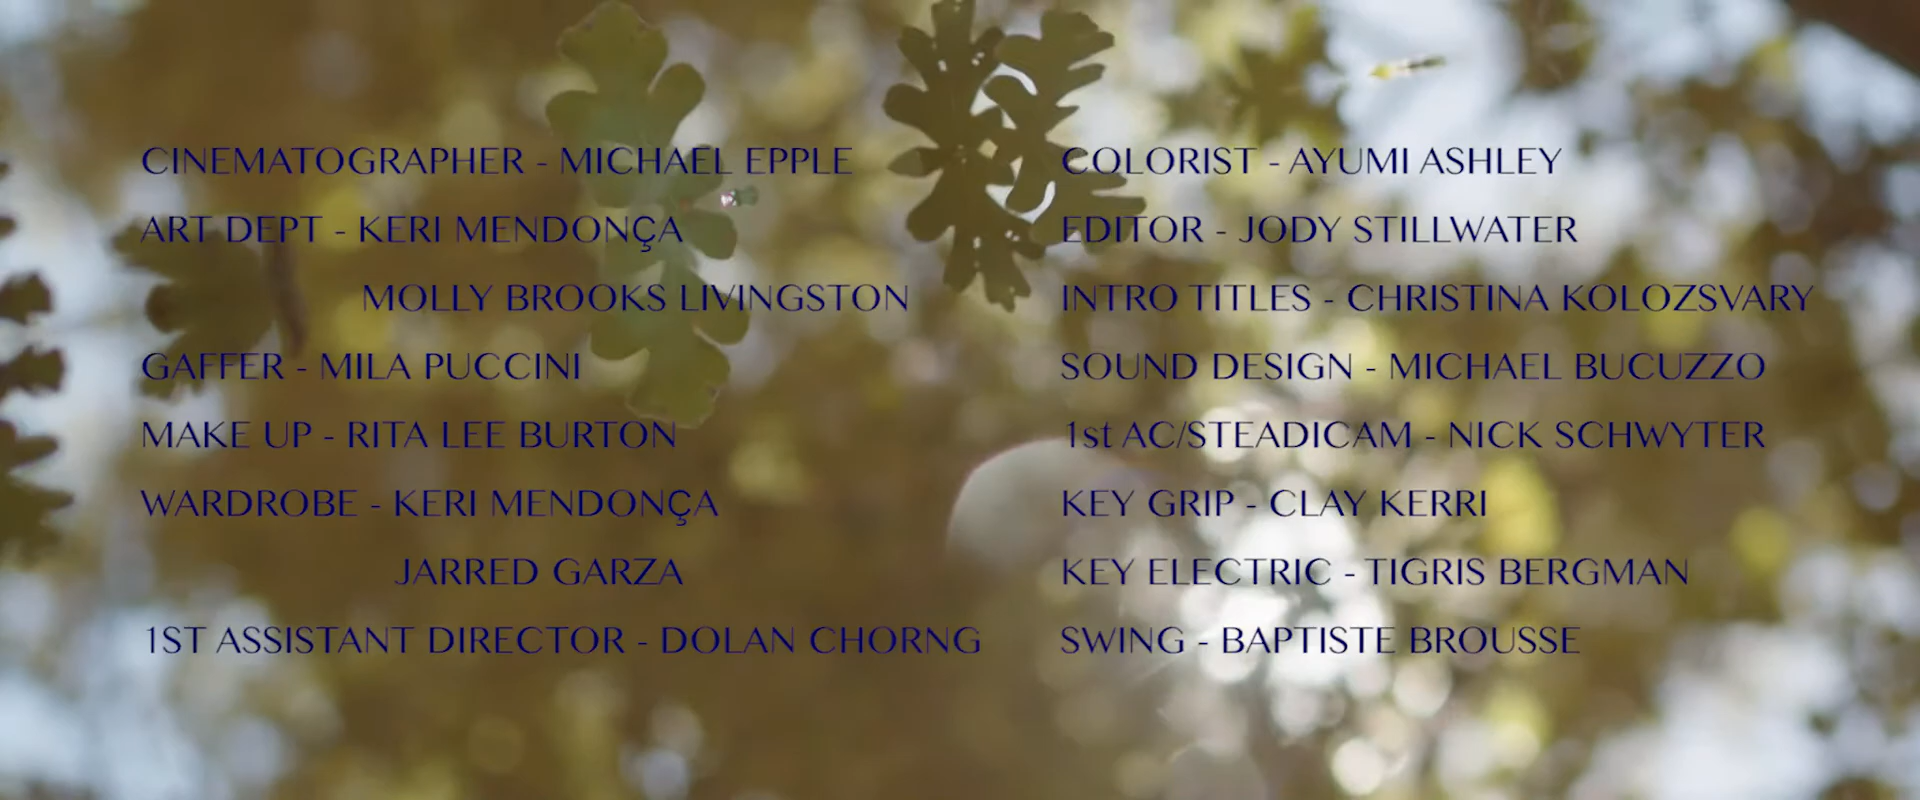 CINEMATOGRAPHER - MICHAEL EPPLE
ART DEPT - KERI MENDONÇA
MOLLY BROOKS LIVINGSTON
GAFFER - MILA PUCCINI
MAKE UP - RITA LEE BURTON
WARDROBE - KERI MENDONÇA
JARRED GARZA
1ST ASSISTANT DIRECTOR - DOLAN CHORNG
COLORIST - AYUMI ASHLEY
EDITOR - JODY STILLWATER
INTRO TITLES - CHRISTINA KOLOZSVARY
SOUND DESIGN - MICHAEL BUCUZZO
1st AC/STEADICAM - NICK SCHWYTER
KEY GRIP - CLAY KERRI
KEY ELECTRIC - TIGRIS BERGMAN
SWING - BAPTISTE BROUSSE